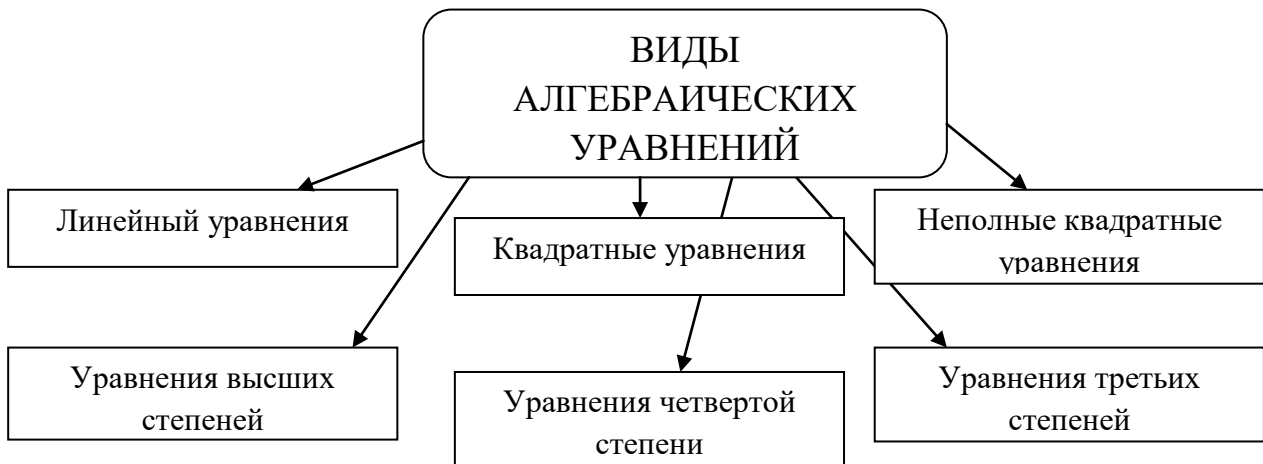 ВИДЫ
АЛГЕБРАИЧЕСКИХ
УРАВНЕНИЙ
Линейный уравнения
Квадратные уравнения
Неполные квадратные
уравнения
Уравнения высших
степеней
Уравнения четвертой
степени
Уравнения третьих
степеней